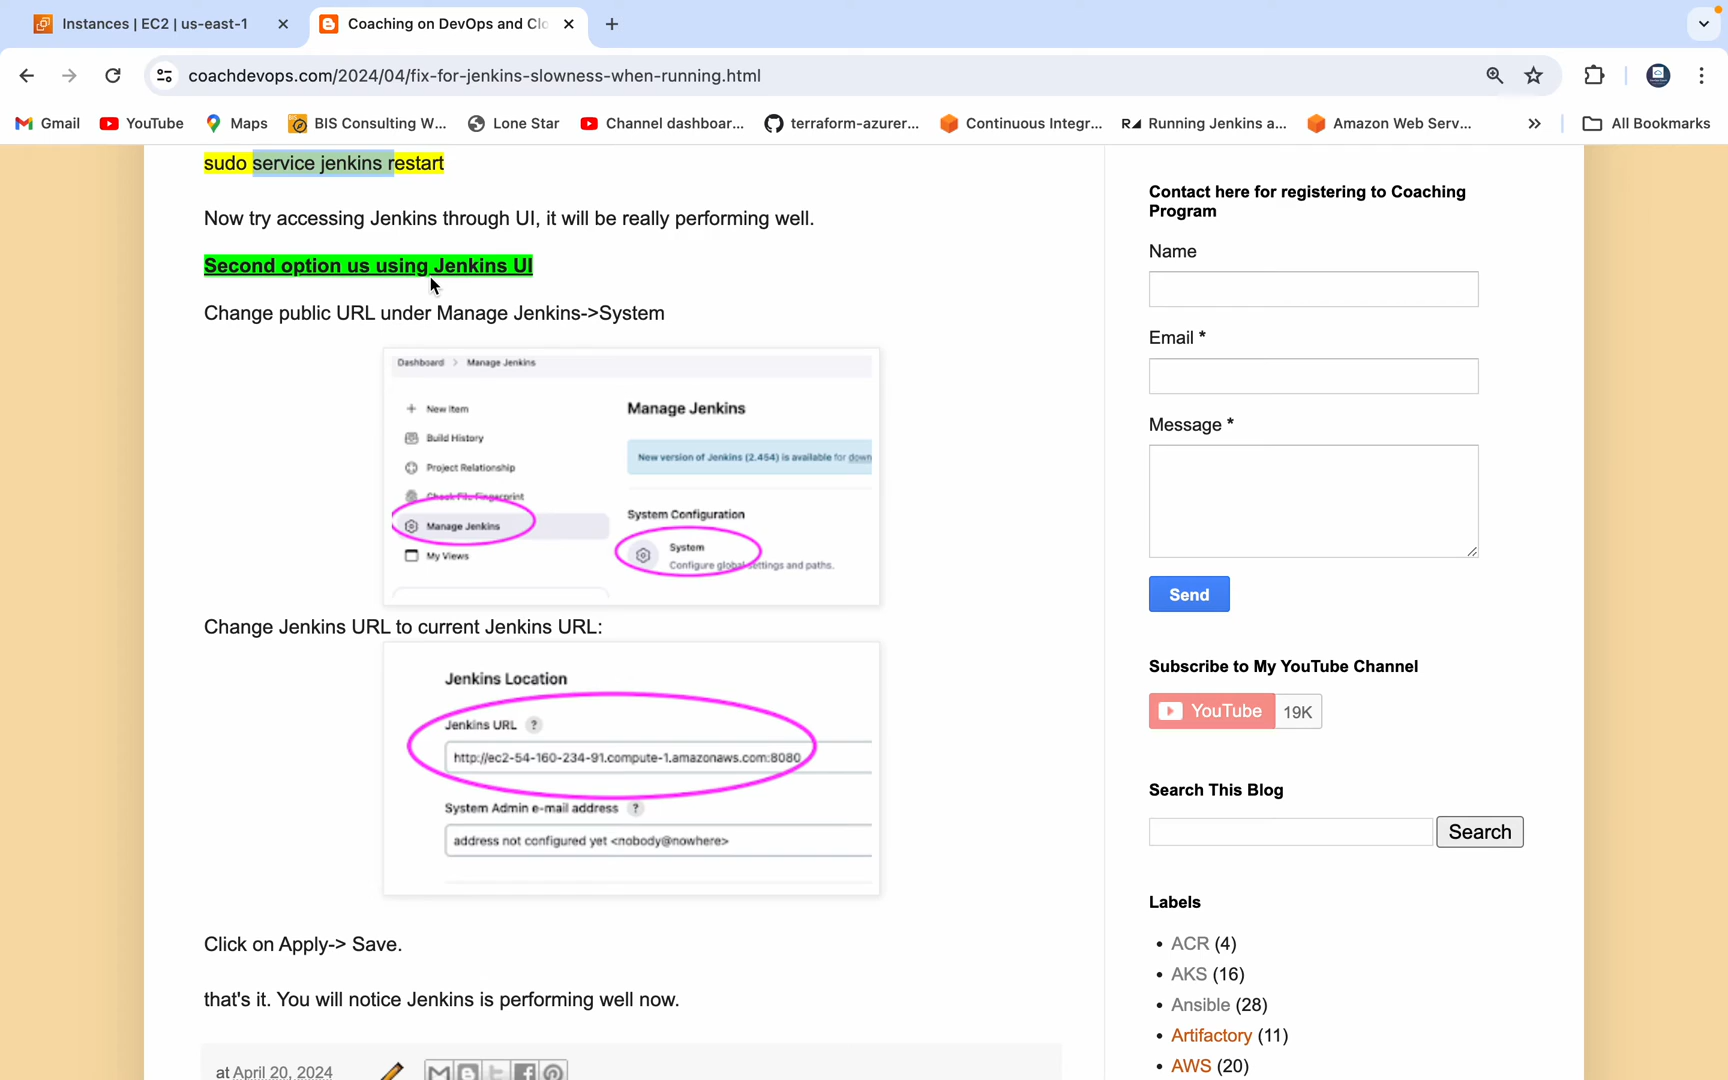 Instances | EC2 | us-east-1
Coaching on DevOps and Clo
coachdevops.com/2024/04/fix-for-jenkins-slowness-when-running.html
Gmail
YouTube
Maps
BIS Consulting W...
Lone Star
Channel dashboar...
terraform-azurer...
Continuous Integr...
Running Jenkins a...
Amazon Web Serv...
All Bookmarks
sudo service jenkins restart
Now try accessing Jenkins through UI, it will be really performing well.
Second option us using Jenkins UI
Change public URL under Manage Jenkins->System
Dashboard > Manage Jenkins
New Item
Build History
Project Relationship
Check File Fingerprint
Manage Jenkins
My Views
Manage Jenkins
New version of Jenkins (2.454) is available for down
System Configuration
System
Configure global settings and paths.
Change Jenkins URL to current Jenkins URL:
Jenkins Location
Jenkins URL ?
http://ec2-54-160-234-91.compute-1.amazonaws.com:8080
System Admin e-mail address ?
address not configured yet <nobody@nowhere>
Click on Apply-> Save.
that's it. You will notice Jenkins is performing well now.
at April 20, 2024
Contact here for registering to Coaching
Program
Name
Email *
Message *
Send
Subscribe to My YouTube Channel
YouTube 19K
Search This Blog
Search
Labels
• ACR (4)
• AKS (16)
• Ansible (28)
• Artifactory (11)
• AWS (20)